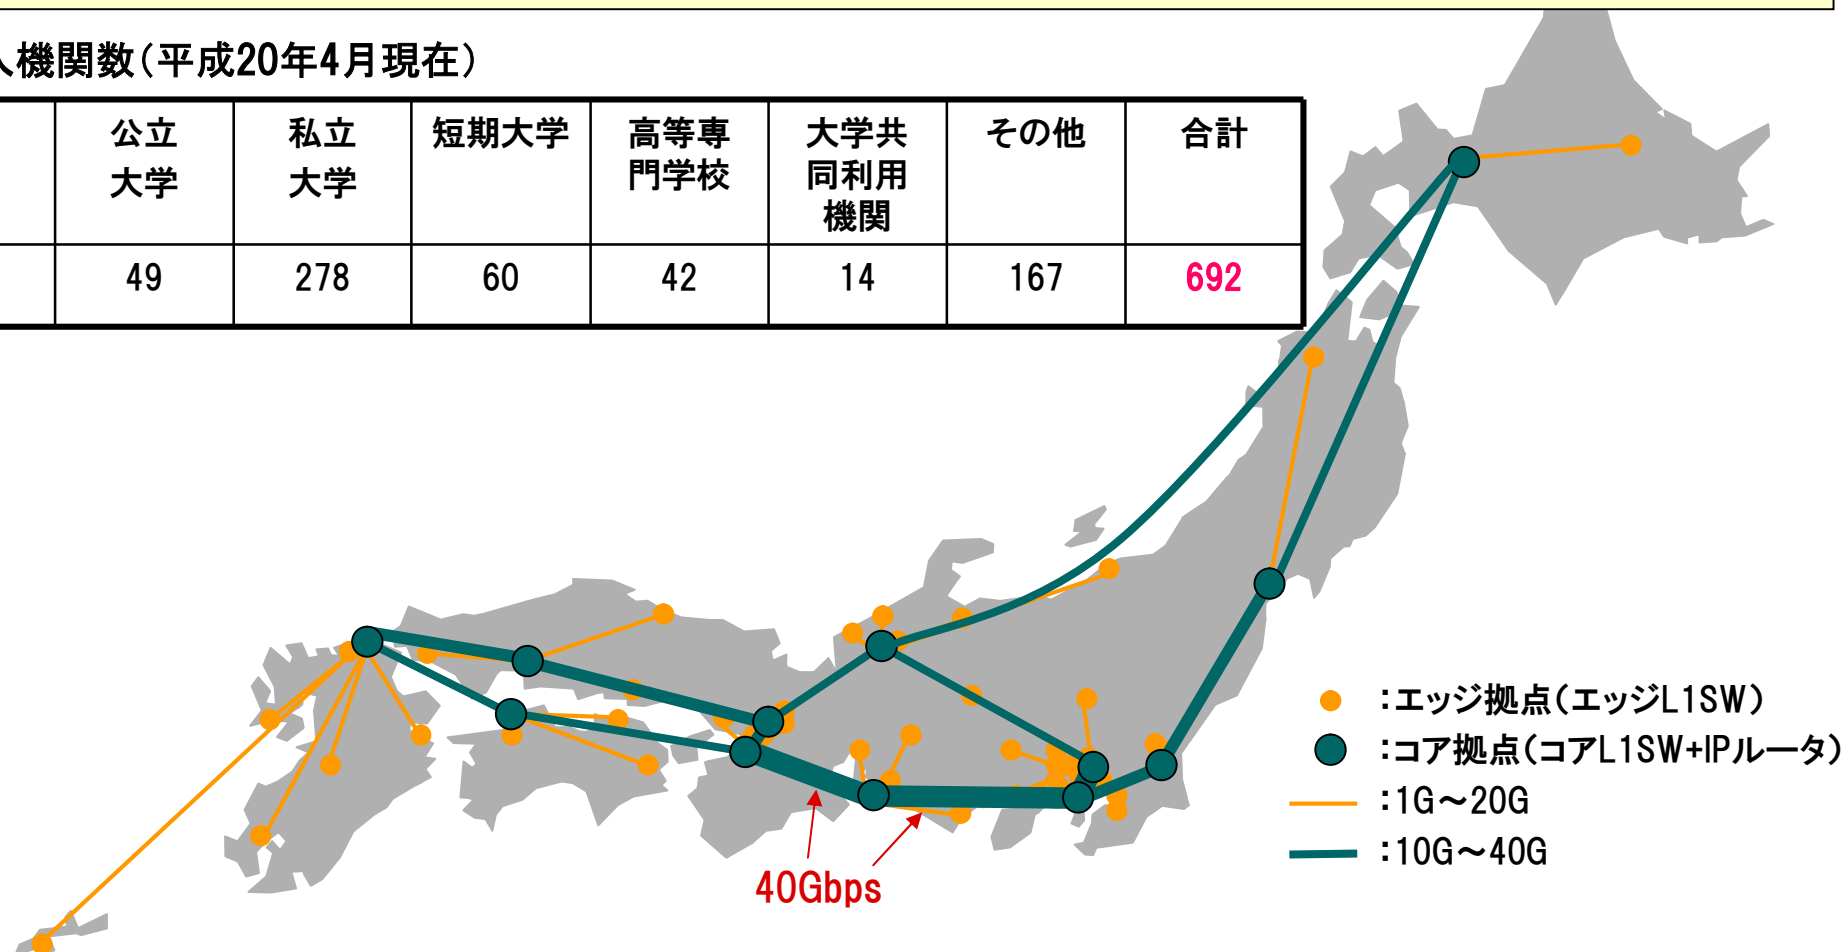 人機関数（平成20年4月現在）
公立
大学
私立
大学
短期大学
高等専
門学校
大学共
同利用
機関
その他
合計
49
278
60
42
14
167
692
：エッジ拠点（エッジL1SW）
：コア拠点（コアL1SW+IPルータ）
：1G～20G
：10G～40G
40Gbps